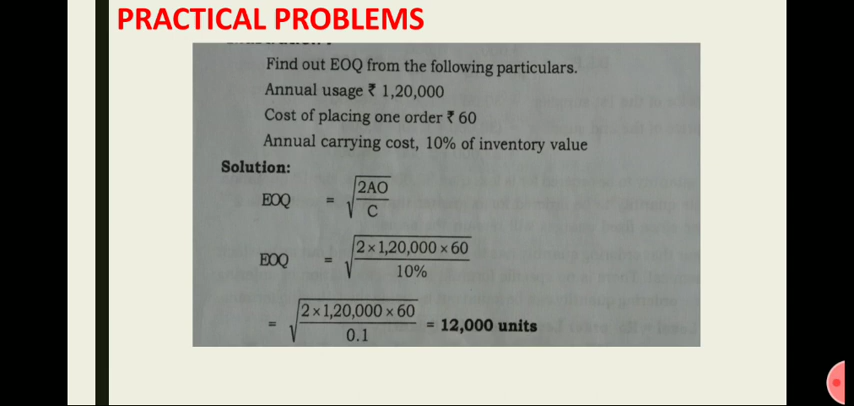 PRACTICAL PROBLEMS
Find out EOQ from the following particulars.
Annual usage ₹ 1,20,000
Cost of placing one order ₹ 60
Annual carrying cost, 10% of inventory value
Solution:
EOQ = √(2AO / C)
EOQ = √(2 × 1,20,000 × 60 / 10%)
= √(2 × 1,20,000 × 60 / 0.1) = 12,000 units